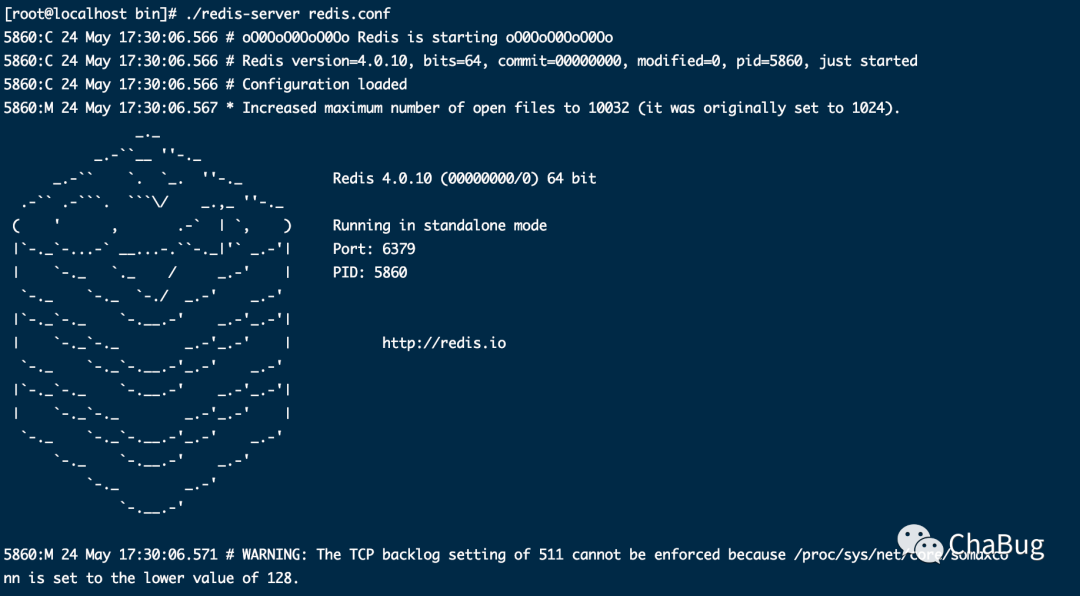 [root@localhost bin]# ./redis-server redis.conf
5860:C 24 May 17:30:06.566 # oO0OoO0OoO0Oo Redis is starting oO0OoO0OoO0Oo
5860:C 24 May 17:30:06.566 # Redis version=4.0.10, bits=64, commit=00000000, modified=0, pid=5860, just started
5860:C 24 May 17:30:06.566 # Configuration loaded
5860:M 24 May 17:30:06.567 * Increased maximum number of open files to 10032 (it was originally set to 1024).
Redis 4.0.10 (00000000/0) 64 bit
Running in standalone mode
Port: 6379
PID: 5860
http://redis.io
5860:M 24 May 17:30:06.571 # WARNING: The TCP backlog setting of 511 cannot be enforced because /proc/sys/net/core/somaxco
nn is set to the lower value of 128.
ChaBug